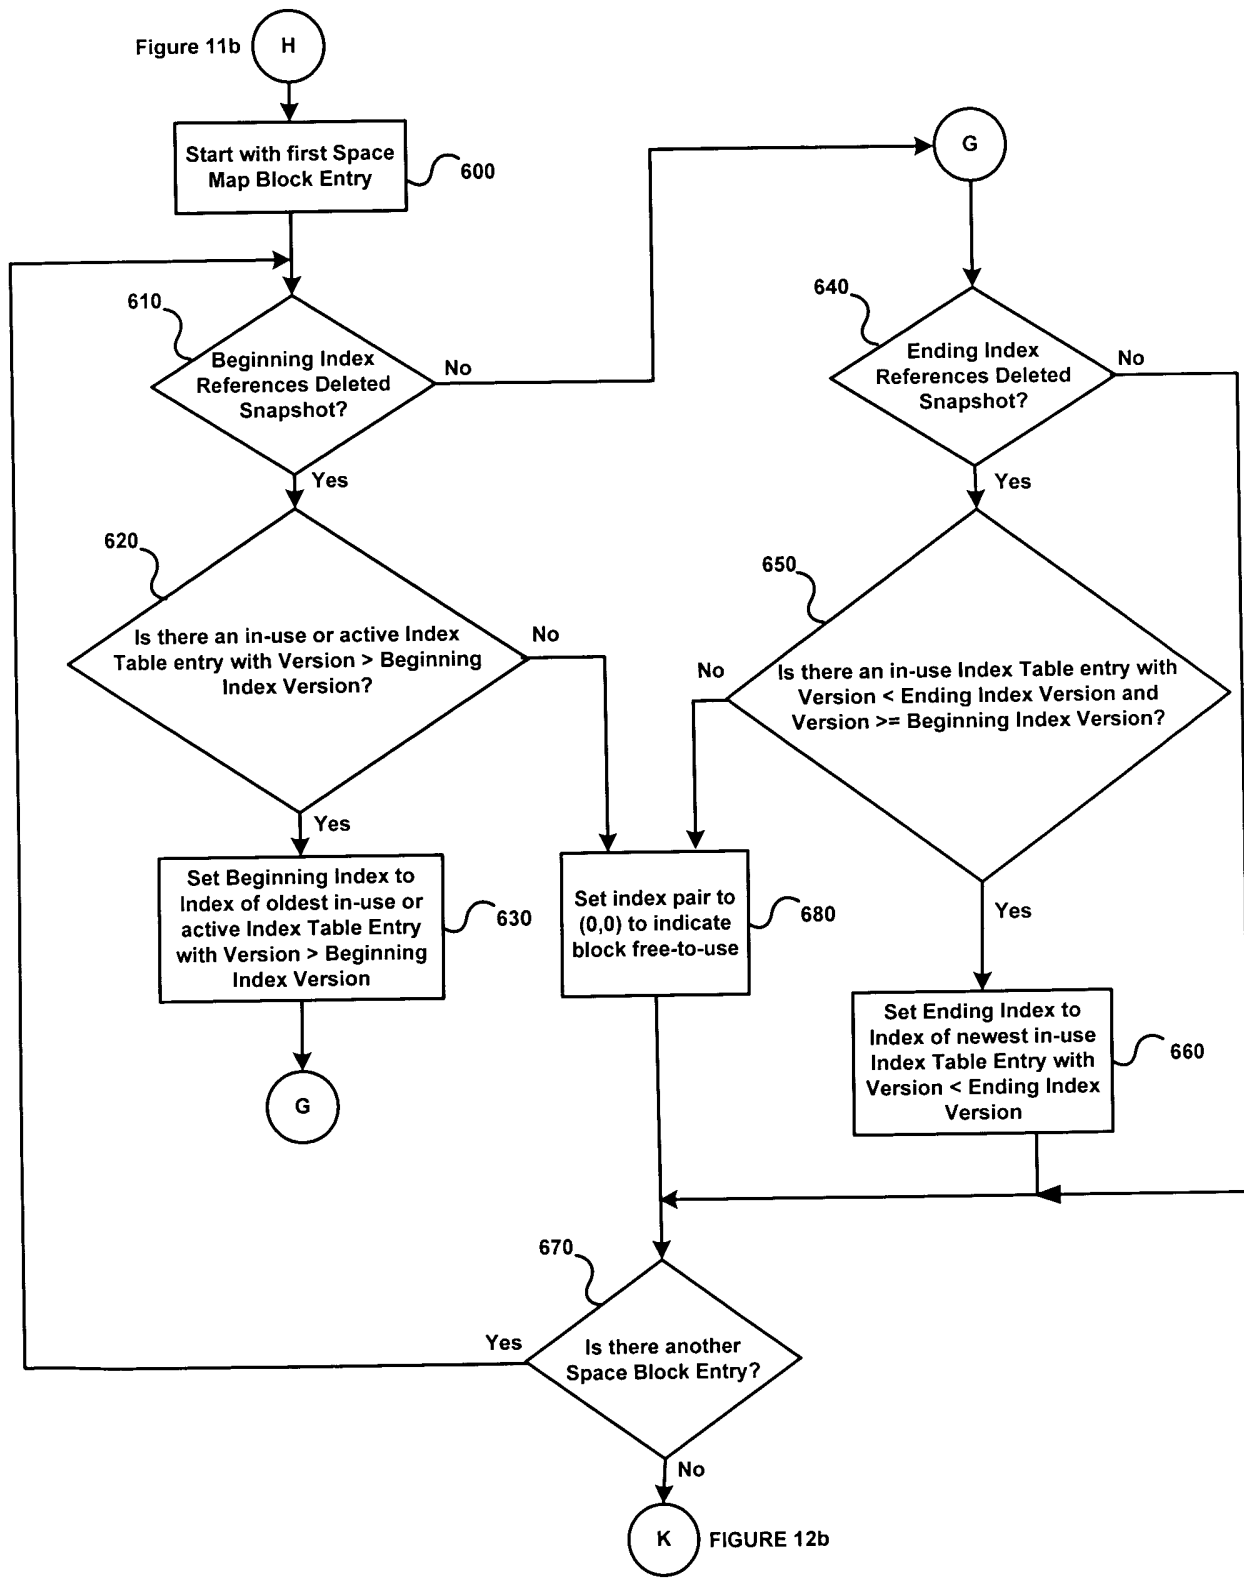 Figure 11b
H
Start with first Space
Map Block Entry
600
G
610
Beginning Index
References Deleted
Snapshot?
No
Yes
640
Ending Index
References Deleted
Snapshot?
No
Yes
620
Is there an in-use or active Index
Table entry with Version > Beginning
Index Version?
No
Yes
650
Is there an in-use Index Table entry with
Version < Ending Index Version and
Version >= Beginning Index Version?
No
Yes
Set Beginning Index to
Index of oldest in-use or
active Index Table Entry
with Version > Beginning
Index Version
630
Set index pair to
(0,0) to indicate
block free-to-use
680
Set Ending Index to
Index of newest in-use
Index Table Entry with
Version < Ending Index
Version
660
G
670
Is there another
Space Block Entry?
Yes
No
K
FIGURE 12b